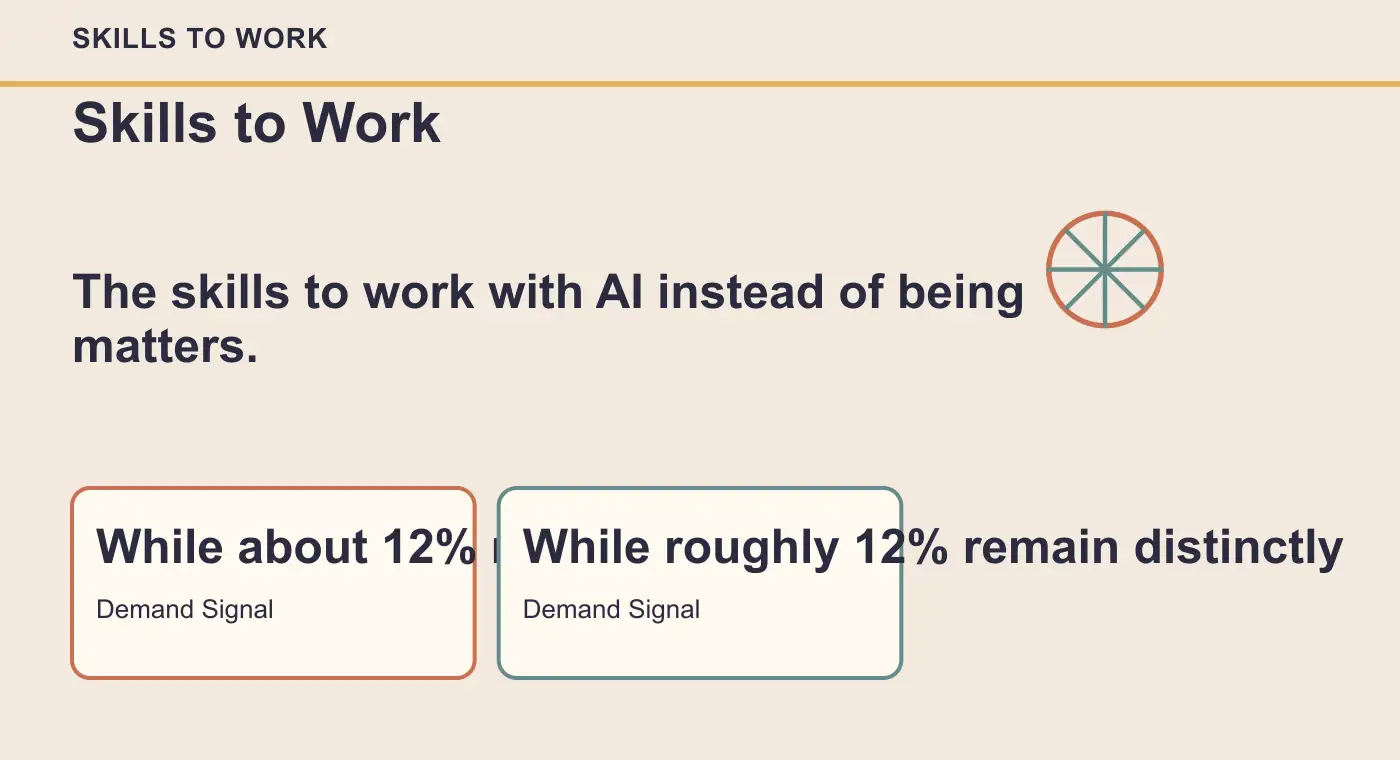 SKILLS TO WORK
Skills to Work
The skills to work with AI instead of being
matters.
While about 12%
While roughly 12% remain distinctly
Demand Signal
Demand Signal